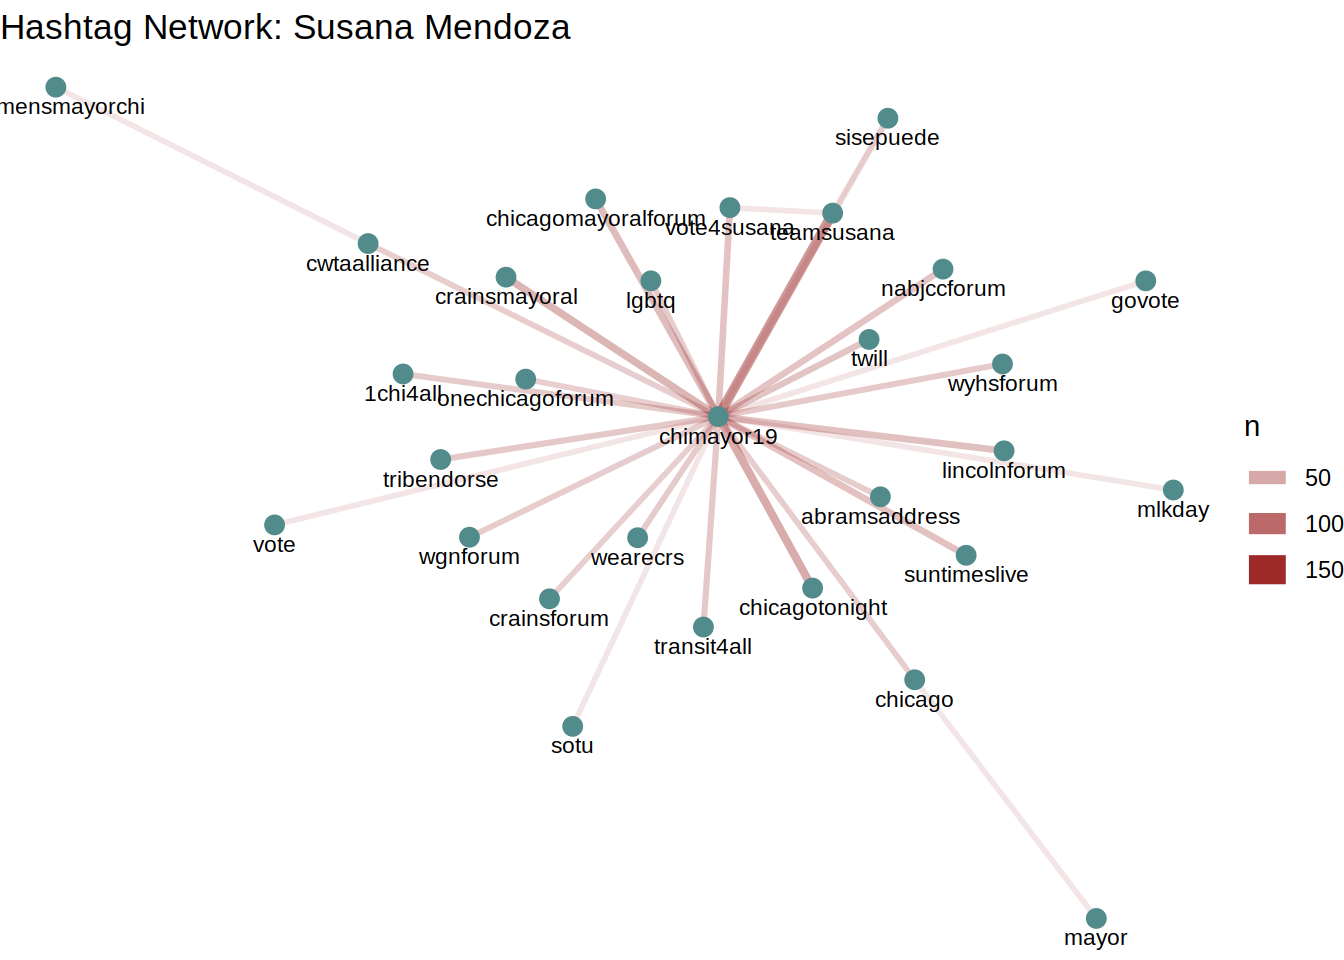 Hashtag Network: Susana Mendoza
mensmayorchi
sisepuede
chicagomayoralforum
vote4susana
teamsusana
cwtaalliance
crainsmayoral
lgbtq
nabjccforum
govote
twill
1chi4all
onechicagoforum
wyhsforum
chimayor19
n
tribendorse
lincolnforum
50
abramsaddress
mlkday
100
vote
wgnforum
wearecrs
suntimeslive
150
crainsforum
chicagotonight
transit4all
chicago
sotu
mayor